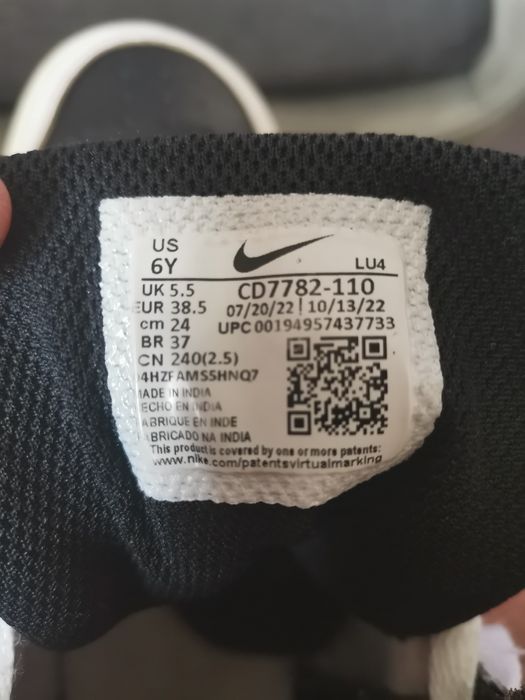 US
6Y
LU4
UK 5.5
EUR 38.5
cm 24
BR 37
CN 240(2.5)
CD7782-110
07/20/22 | 10/13/22
UPC 00194957437733
4HZFAMS5HNQ7
MADE IN INDIA
HECHO EN INDIA
FABRIQUE EN INDE
FABRICADO NA INDIA
This product is covered by one or more patents:
www.nike.com/patentsvirtualmarking